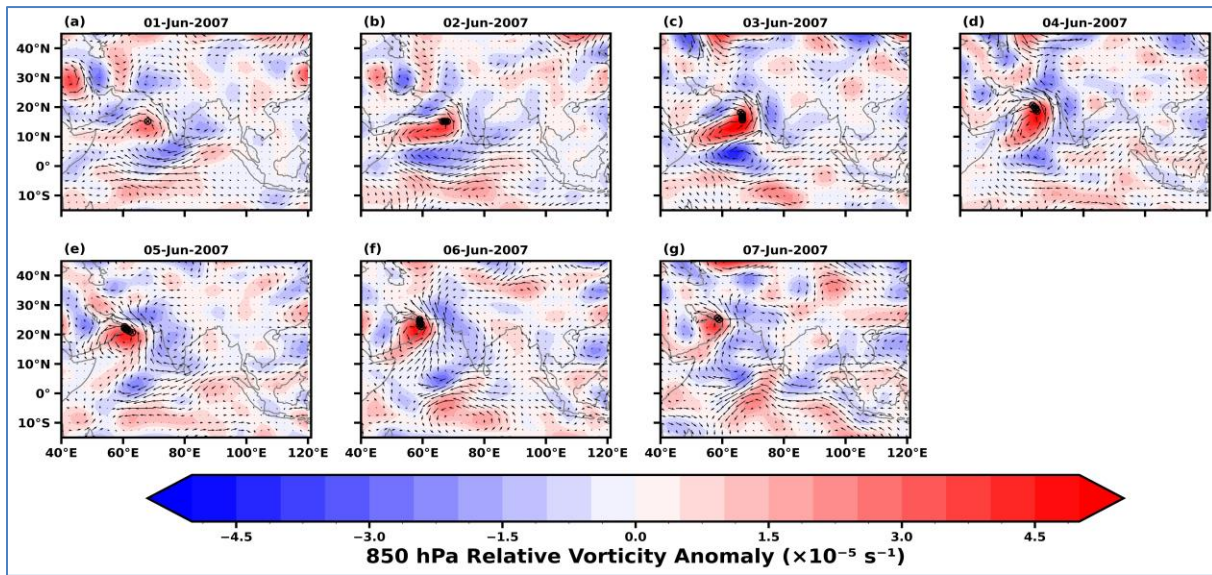 (a) 01-Jun-2007 (b) 02-Jun-2007 (c) 03-Jun-2007 (d) 04-Jun-2007
40°N
30°N
20°N
10°N
0°
10°S
(e) 05-Jun-2007 (f) 06-Jun-2007 (g) 07-Jun-2007
40°N
30°N
20°N
10°N
0°
10°S
40°E 60°E 80°E 100°E 120°E 40°E 60°E 80°E 100°E 120°E 40°E 60°E 80°E 100°E 120°E
−4.5 −3.0 −1.5 0.0 1.5 3.0 4.5
850 hPa Relative Vorticity Anomaly (×10⁻⁵ s⁻¹)